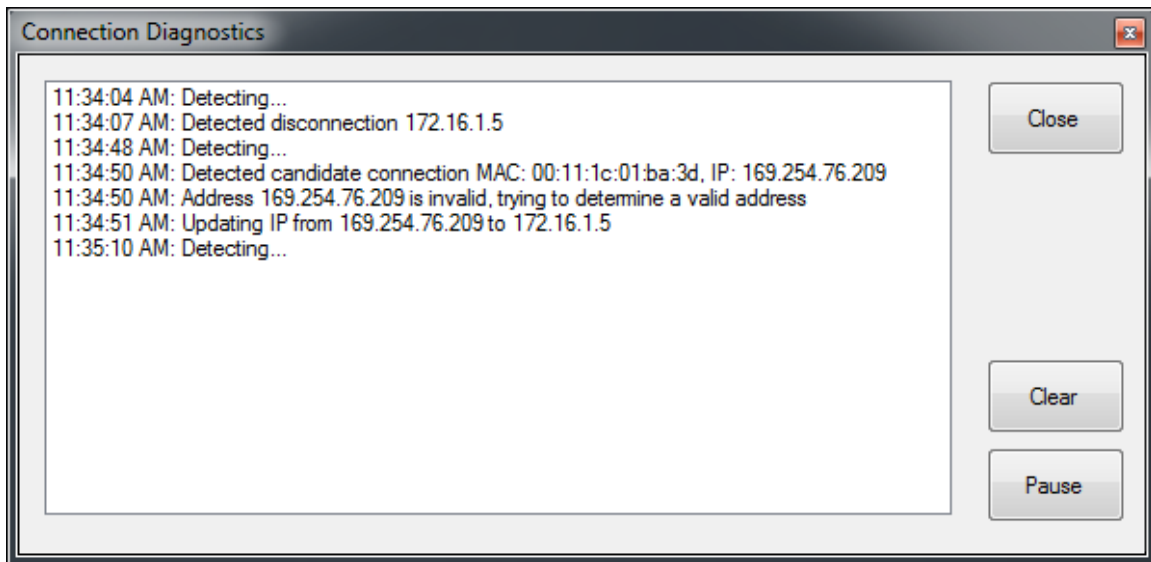 Connection Diagnostics
11:34:04 AM: Detecting...
11:34:07 AM: Detected disconnection 172.16.1.5
11:34:48 AM: Detecting...
11:34:50 AM: Detected candidate connection MAC: 00:11:1c:01:ba:3d, IP: 169.254.76.209
11:34:50 AM: Address 169.254.76.209 is invalid, trying to determine a valid address
11:34:51 AM: Updating IP from 169.254.76.209 to 172.16.1.5
11:35:10 AM: Detecting...
Close
Clear
Pause